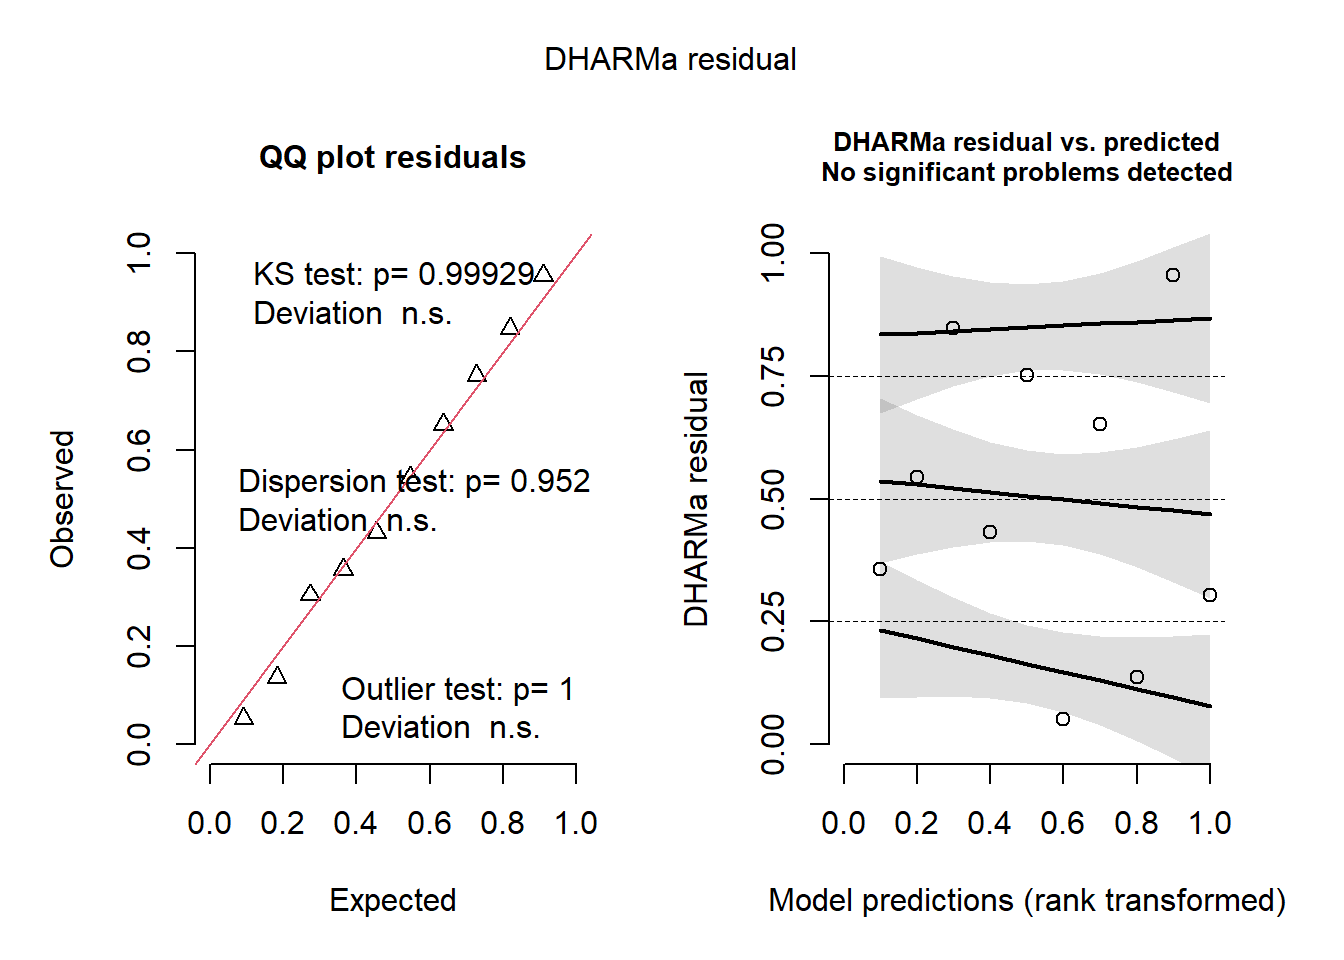 DHARMa residual
QQ plot residuals
KS test: p= 0.99929
Deviation  n.s.
Dispersion test: p= 0.952
Deviation  n.s.
Outlier test: p= 1
Deviation  n.s.
Observed
0.0 0.2 0.4 0.6 0.8 1.0
0.0 0.2 0.4 0.6 0.8 1.0
Expected
DHARMa residual vs. predicted
No significant problems detected
DHARMa residual
0.00 0.25 0.50 0.75 1.00
0.0 0.2 0.4 0.6 0.8 1.0
Model predictions (rank transformed)